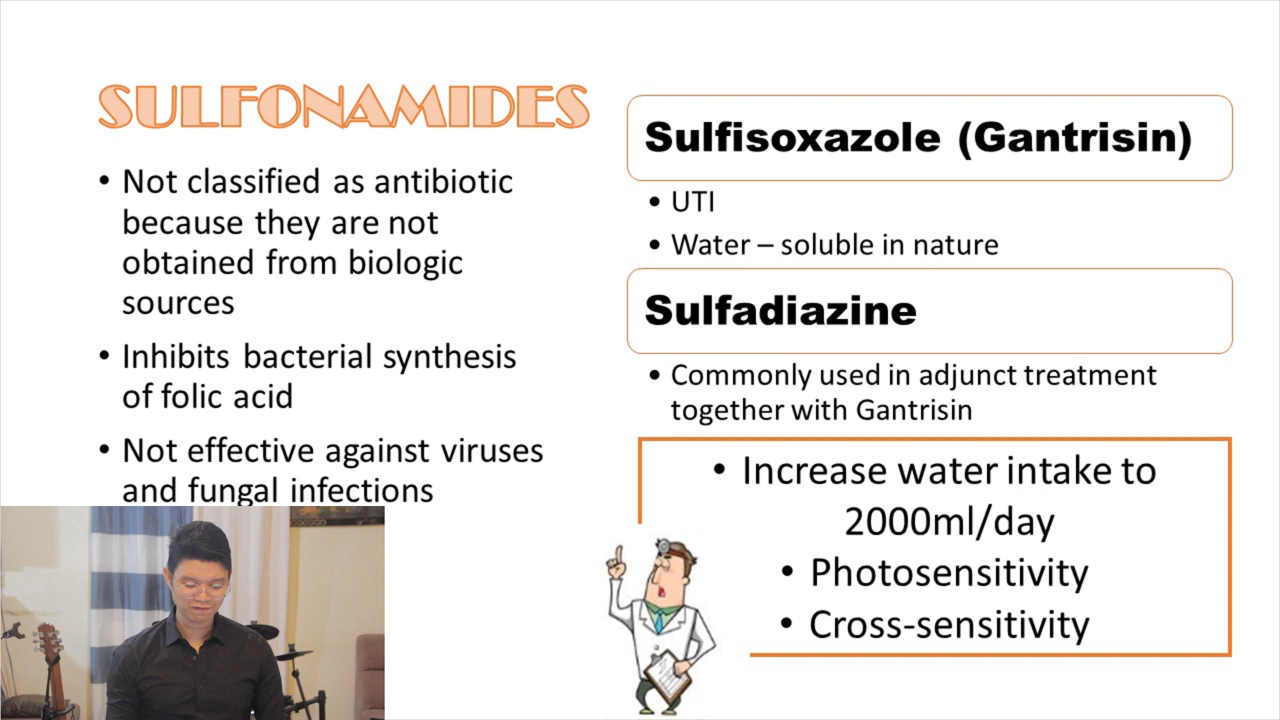 SULFONAMIDES
• Not classified as antibiotic
because they are not
obtained from biologic
sources
• Inhibits bacterial synthesis
of folic acid
• Not effective against viruses
and fungal infections
Sulfisoxazole (Gantrisin)
• UTI
• Water – soluble in nature
Sulfadiazine
• Commonly used in adjunct treatment
together with Gantrisin
• Increase water intake to
2000ml/day
• Photosensitivity
• Cross-sensitivity